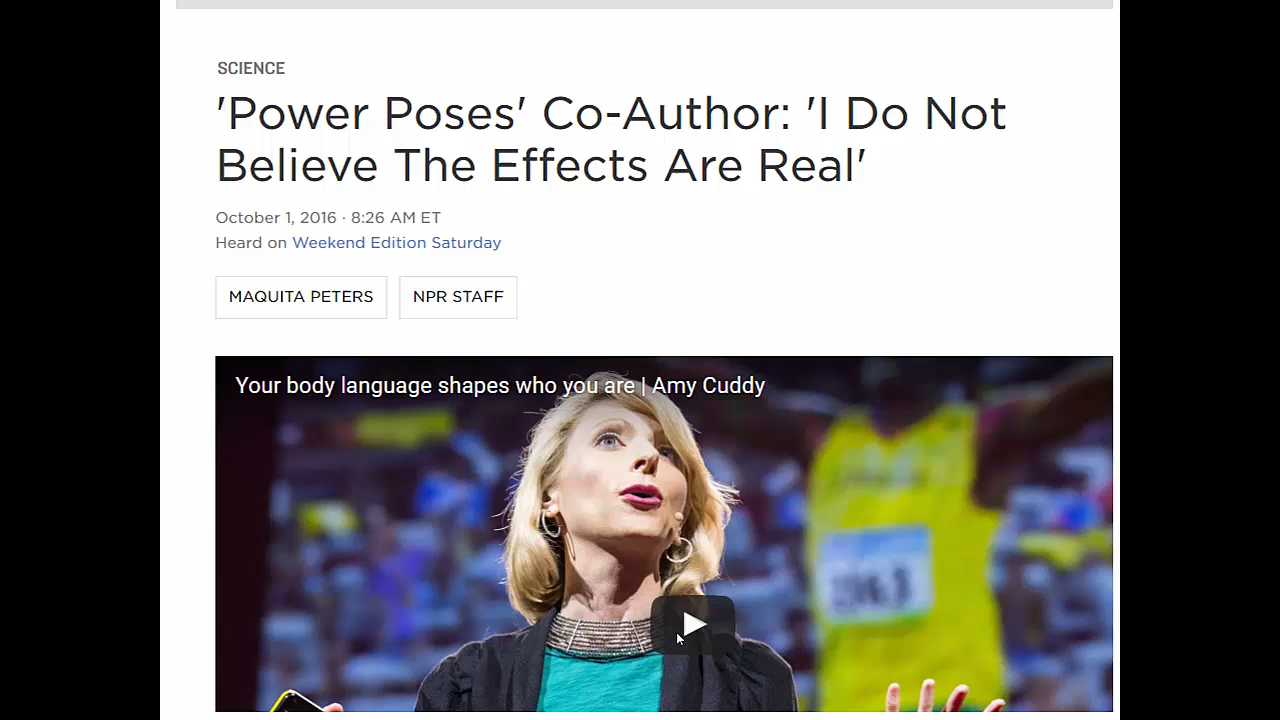 SCIENCE
'Power Poses' Co-Author: 'I Do Not
Believe The Effects Are Real'
October 1, 2016 · 8:26 AM ET
Heard on Weekend Edition Saturday
MAQUITA PETERS
NPR STAFF
Your body language shapes who you are | Amy Cuddy